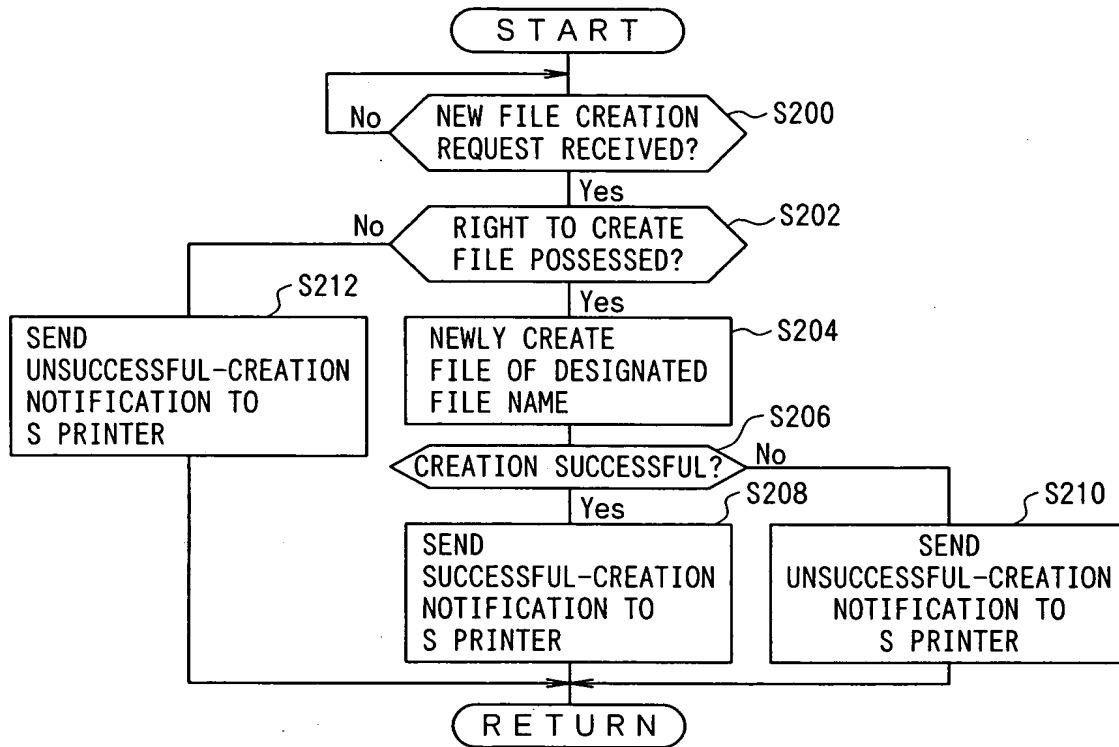 START
NEW FILE CREATION
REQUEST RECEIVED?
S200
No
Yes
RIGHT TO CREATE
FILE POSSESSED?
S202
No
Yes
S212
SEND
UNSUCCESSFUL-CREATION
NOTIFICATION TO
S PRINTER
NEWLY CREATE
FILE OF DESIGNATED
FILE NAME
S204
CREATION SUCCESSFUL?
S206
No
Yes
S208
SEND
SUCCESSFUL-CREATION
NOTIFICATION TO
S PRINTER
S210
SEND
UNSUCCESSFUL-CREATION
NOTIFICATION TO
S PRINTER
RETURN